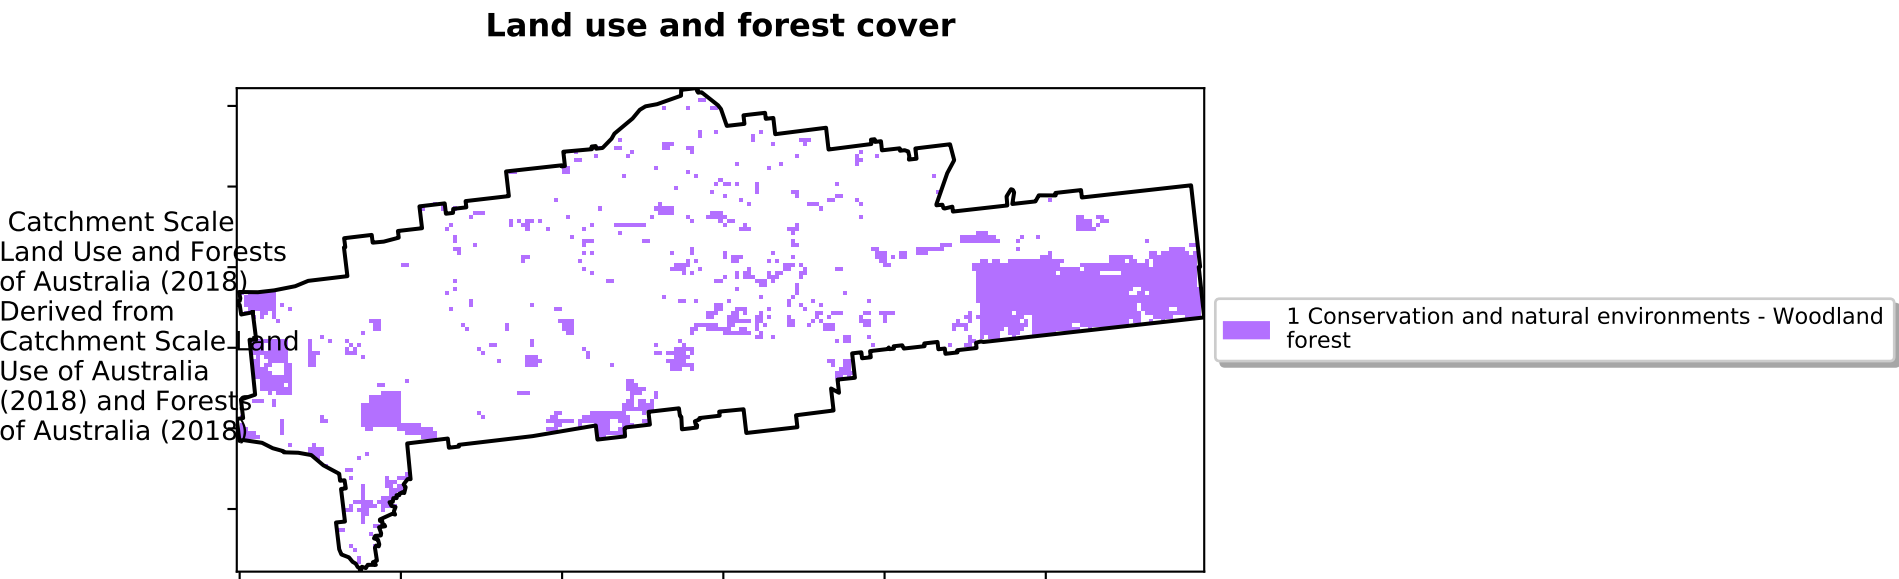 Land use and forest cover
Catchment Scale
Land Use and Forests
of Australia (2018)
Derived from
Catchment Scale Land
Use of Australia
(2018) and Forests
of Australia (2018)
1 Conservation and natural environments - Woodland
forest